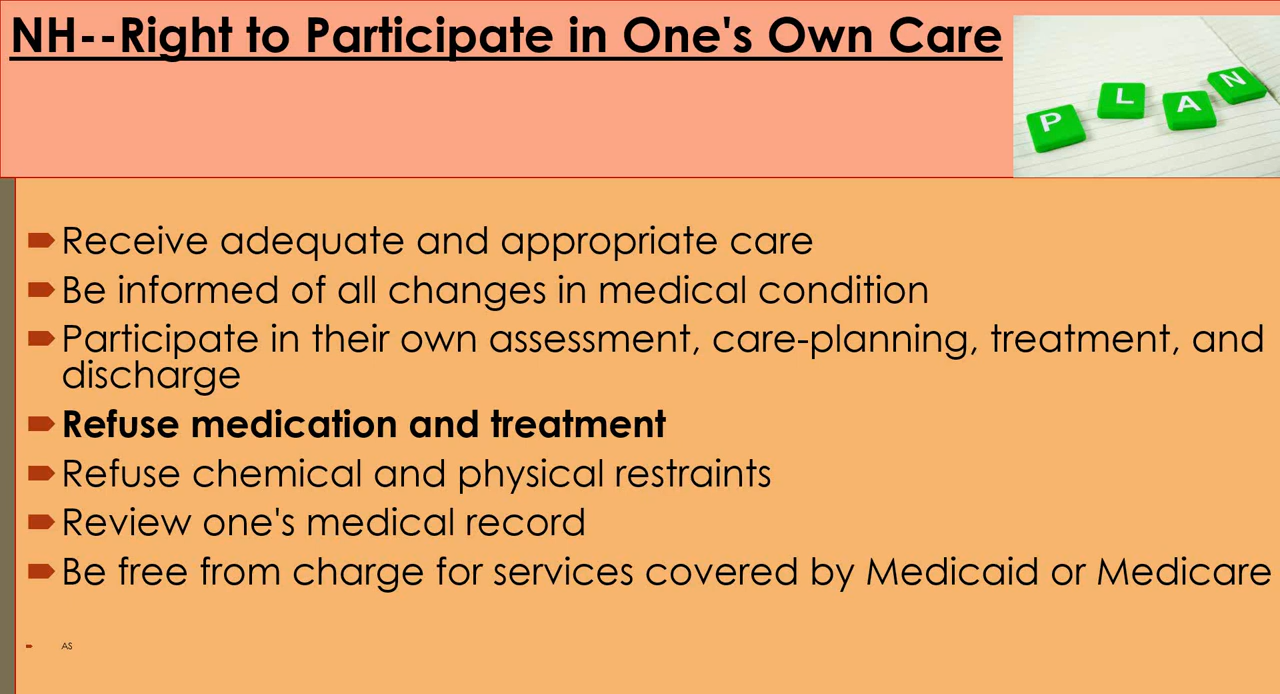 NH--Right to Participate in One's Own Care
P L A N
Receive adequate and appropriate care
Be informed of all changes in medical condition
Participate in their own assessment, care-planning, treatment, and
discharge
Refuse medication and treatment
Refuse chemical and physical restraints
Review one's medical record
Be free from charge for services covered by Medicaid or Medicare
AS